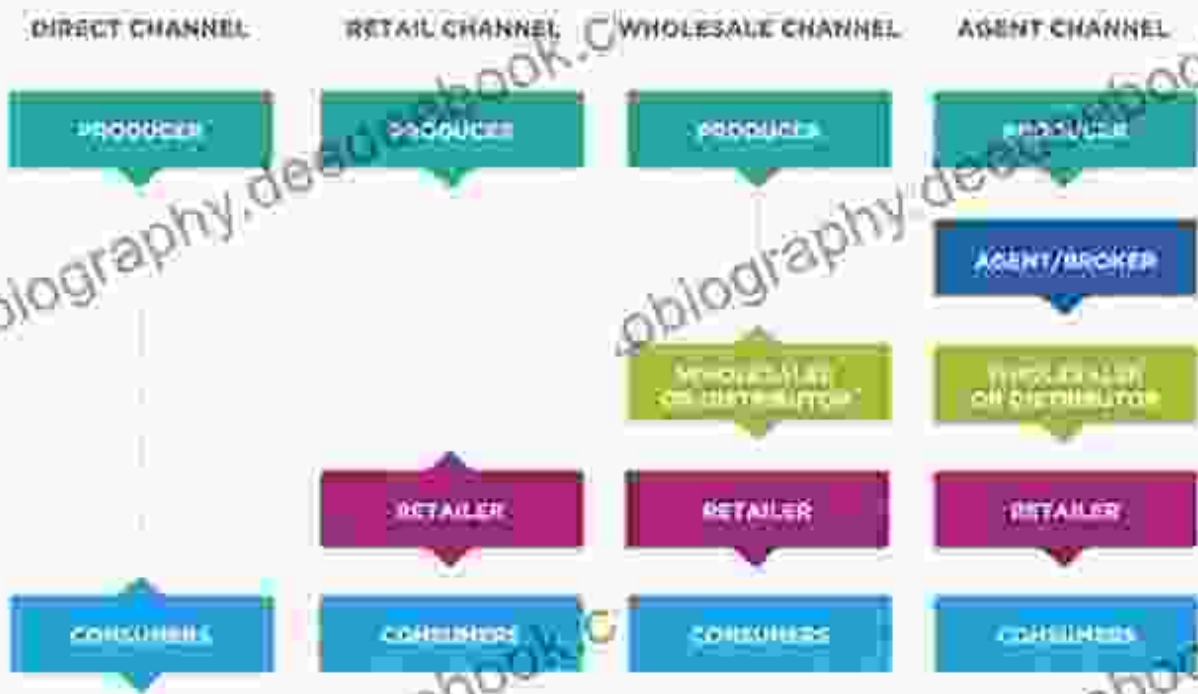 DIRECT CHANNEL
RETAIL CHANNEL
WHOLESALE CHANNEL
AGENT CHANNEL
PRODUCER
PRODUCER
PRODUCER
PRODUCER
AGENT/BROKER
WHOLESALER
OR DISTRIBUTOR
WHOLESALER
OR DISTRIBUTOR
RETAILER
RETAILER
RETAILER
CONSUMERS
CONSUMERS
CONSUMERS
CONSUMERS